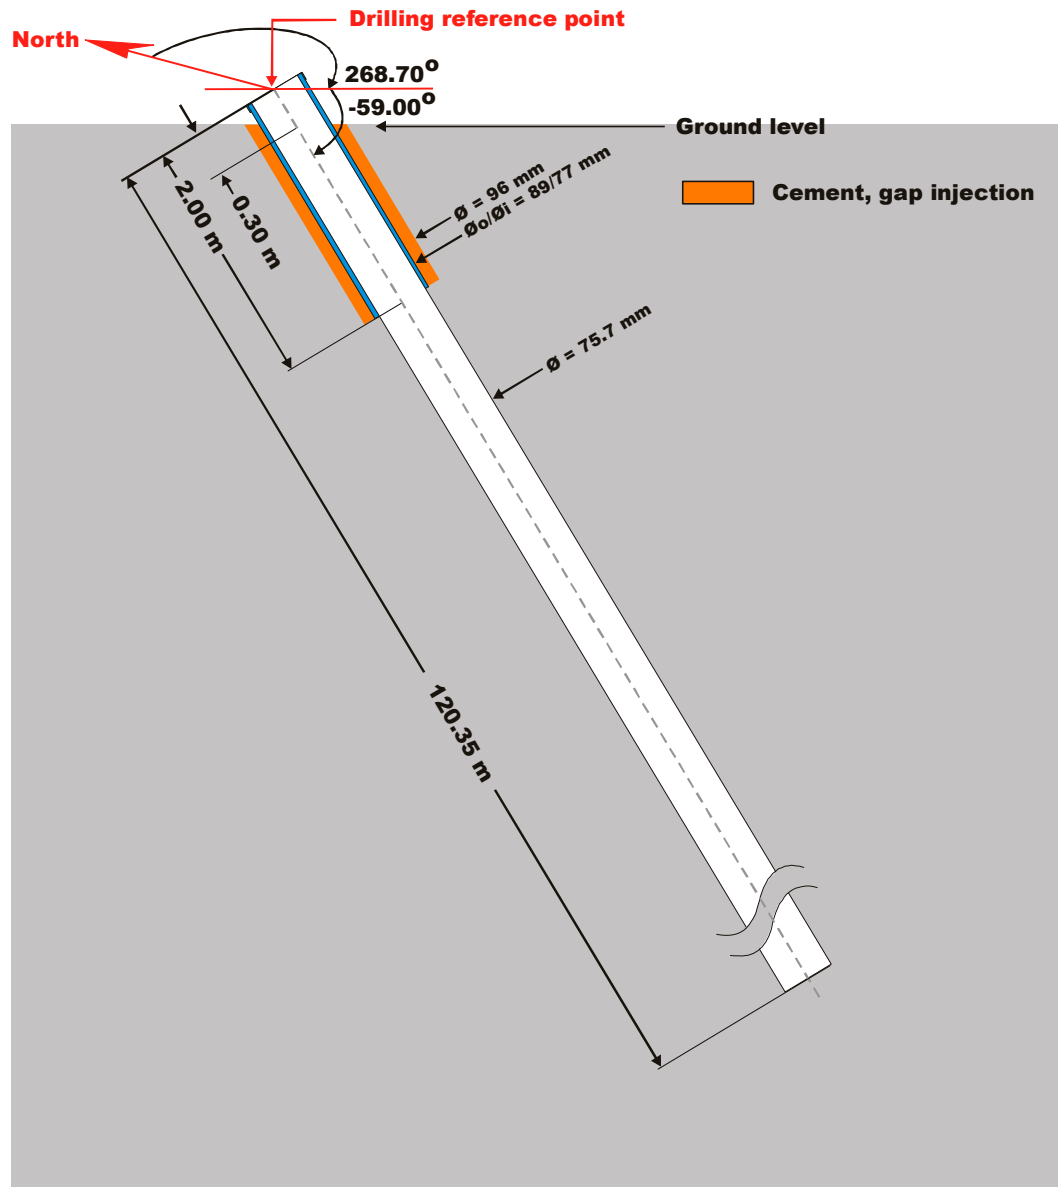 Drilling reference point
North
268.70°
-59.00°
Ground level
Ø = 96 mm
Øo/Øi = 89/77 mm
Cement, gap injection
2.00 m
0.30 m
Ø = 75.7 mm
120.35 m